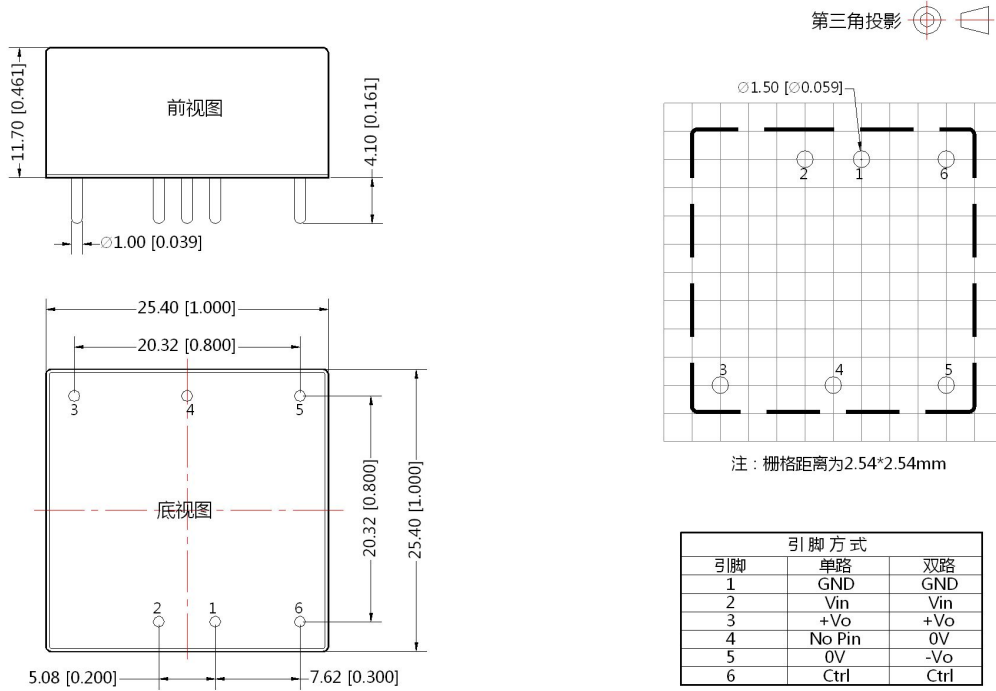 第三角投影
11.70 [0.461]
前视图
4.10 [0.161]
∅1.00 [0.039]
∅1.50 [∅0.059]
2 1 6
3 4 5
注：栅格距离为2.54*2.54mm
25.40 [1.000]
20.32 [0.800]
3 4 5
底视图
20.32 [0.800]
25.40 [1.000]
2 1 6
5.08 [0.200]
7.62 [0.300]
引脚方式
引脚 单路 双路
1 GND GND
2 Vin Vin
3 +Vo +Vo
4 No Pin 0V
5 0V -Vo
6 Ctrl Ctrl